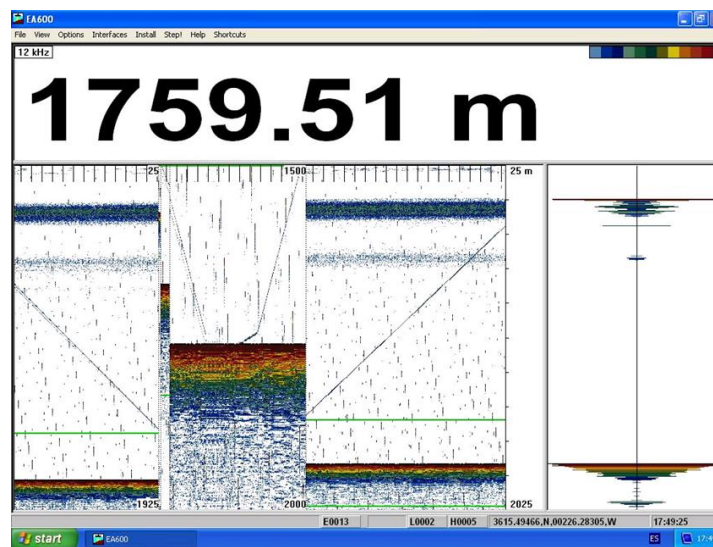 EA600
File View Options Interfaces Install Step! Help Shortcuts
12 kHz
1759.51 m
25 1500 25 m
1925 2000 2025
E0013 L0002 H0005 3615.49466,N,00226.28305,W 17:49:25
start EA600 ES